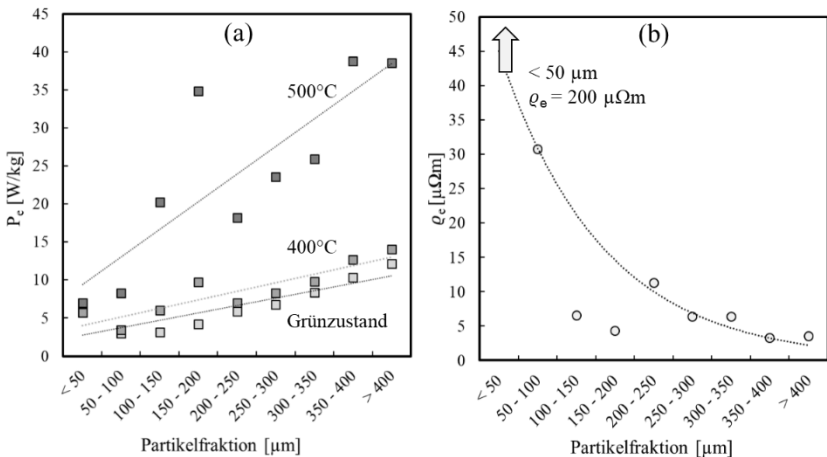 (a)
45
40
35
30
25
20
15
10
5
0
P_e [W/kg]
500°C
400°C
Grünzustand
< 50
50 - 100
100 - 150
150 - 200
200 - 250
250 - 300
300 - 350
350 - 400
> 400
Partikelfraktion [µm]
(b)
50
45
40
35
30
25
20
15
10
5
0
ϱ_e [µΩm]
< 50 µm
ϱ_e = 200 µΩm
< 50
50 - 100
100 - 150
150 - 200
200 - 250
250 - 300
300 - 350
350 - 400
> 400
Partikelfraktion [µm]